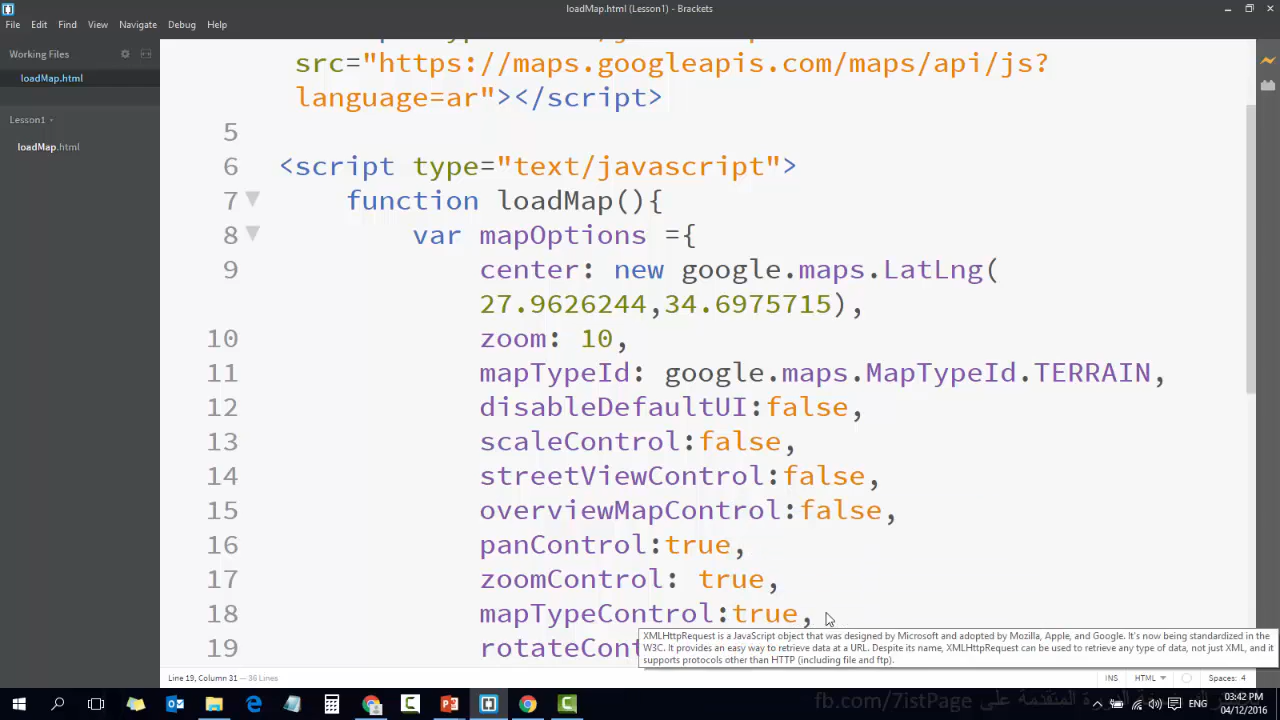 loadMap.html (Lesson1) - Brackets
File Edit Find View Navigate Debug Help
Working Files
loadMap.html
Lesson1
loadMap.html
src="https://maps.googleapis.com/maps/api/js?
language=ar"></script>
5
6 <script type="text/javascript">
7 function loadMap(){
8 var mapOptions ={
9 center: new google.maps.LatLng(
27.9626244,34.6975715),
10 zoom: 10,
11 mapTypeId: google.maps.MapTypeId.TERRAIN,
12 disableDefaultUI:false,
13 scaleControl:false,
14 streetViewControl:false,
15 overviewMapControl:false,
16 panControl:true,
17 zoomControl: true,
18 mapTypeControl:true,
19 rotateCont
XMLHttpRequest is a JavaScript object that was designed by Microsoft and adopted by Mozilla, Apple, and Google. It's now being standardized in the
W3C. It provides an easy way to retrieve data at a URL. Despite its name, XMLHttpRequest can be used to retrieve any type of data, not just XML, and it
supports protocols other than HTTP (including file and ftp).
Line 19, Column 31 — 36 Lines
INS HTML Spaces: 4
fb.com/7istPage
ENG
03:42 PM
04/12/2016